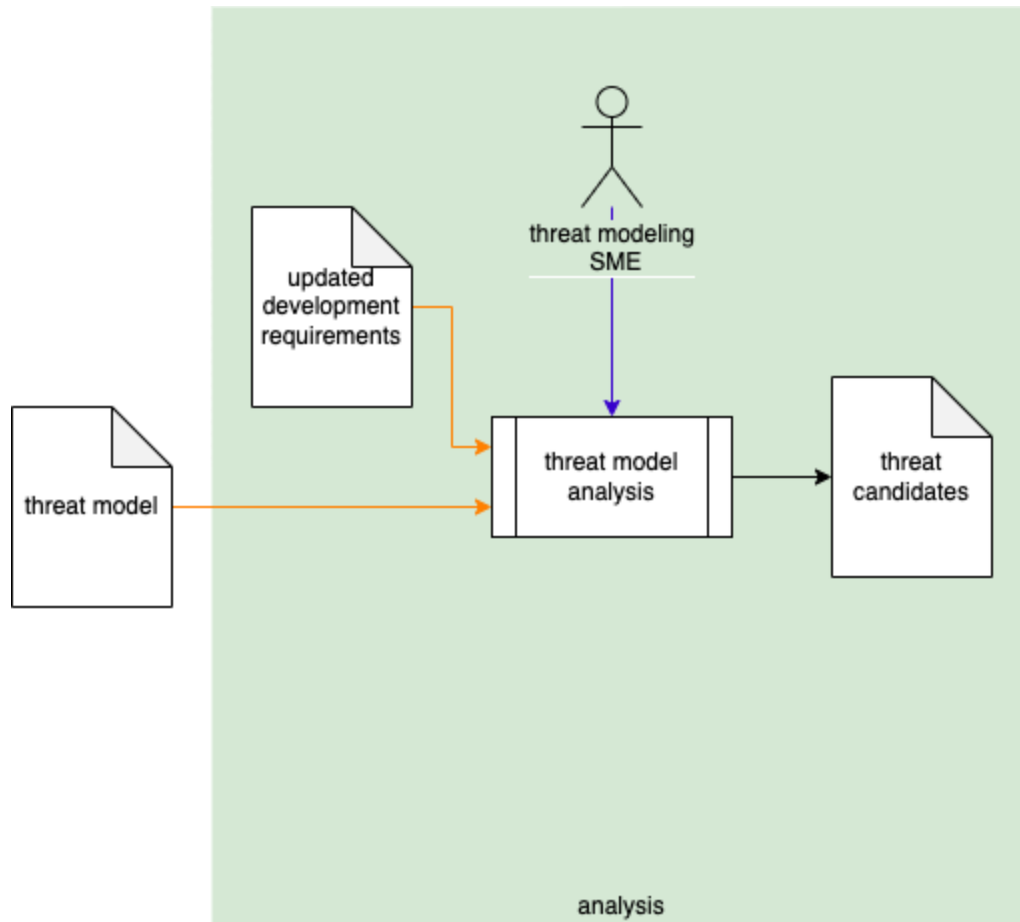 threat modeling
SME
updated
development
requirements
threat model
threat model
analysis
threat
candidates
analysis